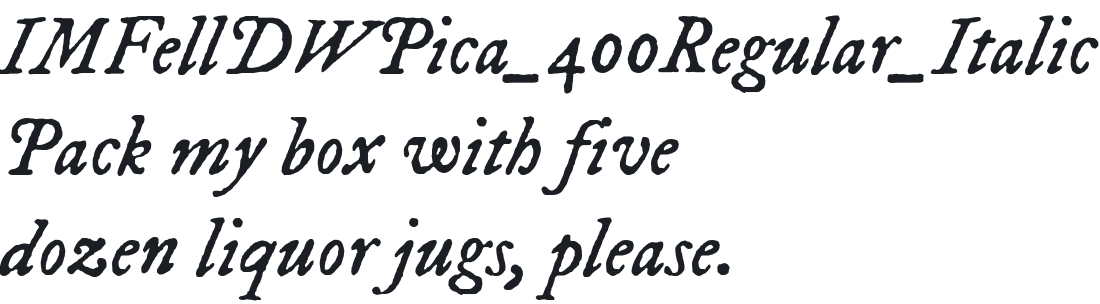 IMFellDWPica_400Regular_Italic
Pack my box with five
dozen liquor jugs, please.